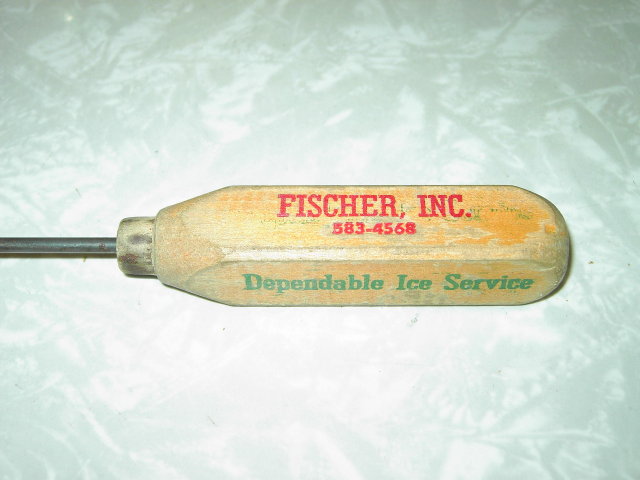 FISCHER, INC.
583-4568
Dependable Ice Service